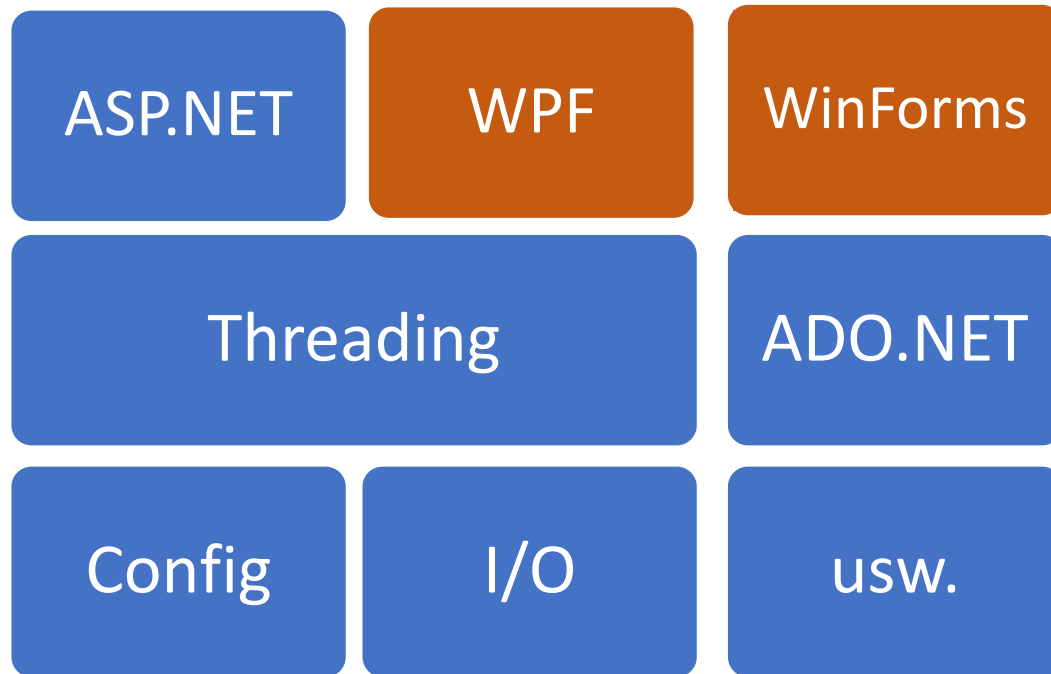 ASP.NET
WPF
WinForms
Threading
ADO.NET
Config
I/O
usw.